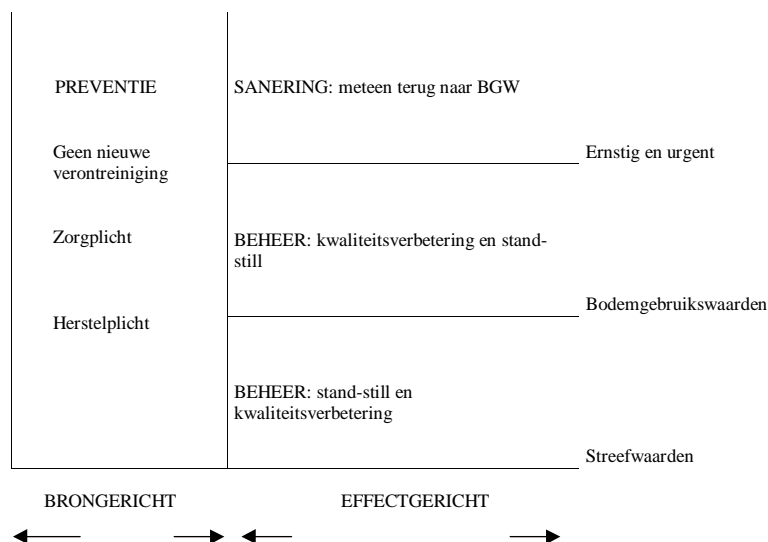 PREVENTIE
SANERING: meteen terug naar BGW
Geen nieuwe
verontreiniging
Ernstig en urgent
Zorgplicht
BEHEER: kwaliteitsverbetering en stand-
still
Bodemgebruikswaarden
Herstelplicht
BEHEER: stand-still en
kwaliteitsverbetering
Streefwaarden
BRONGERICHT
EFFECTGERICHT